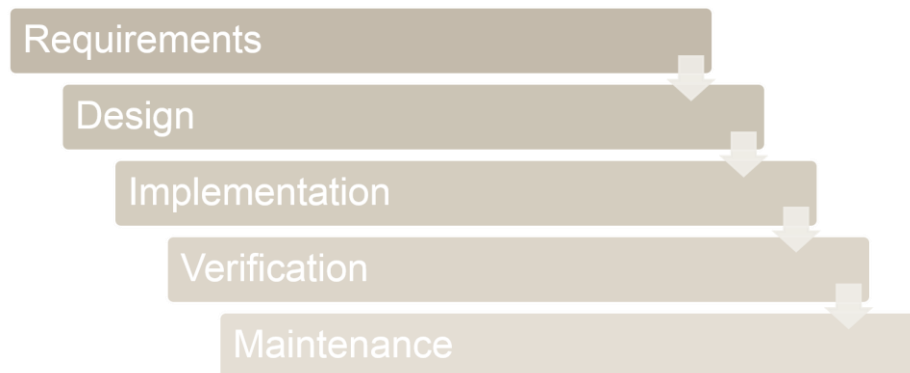 Requirements
Design
Implementation
Verification
Maintenance